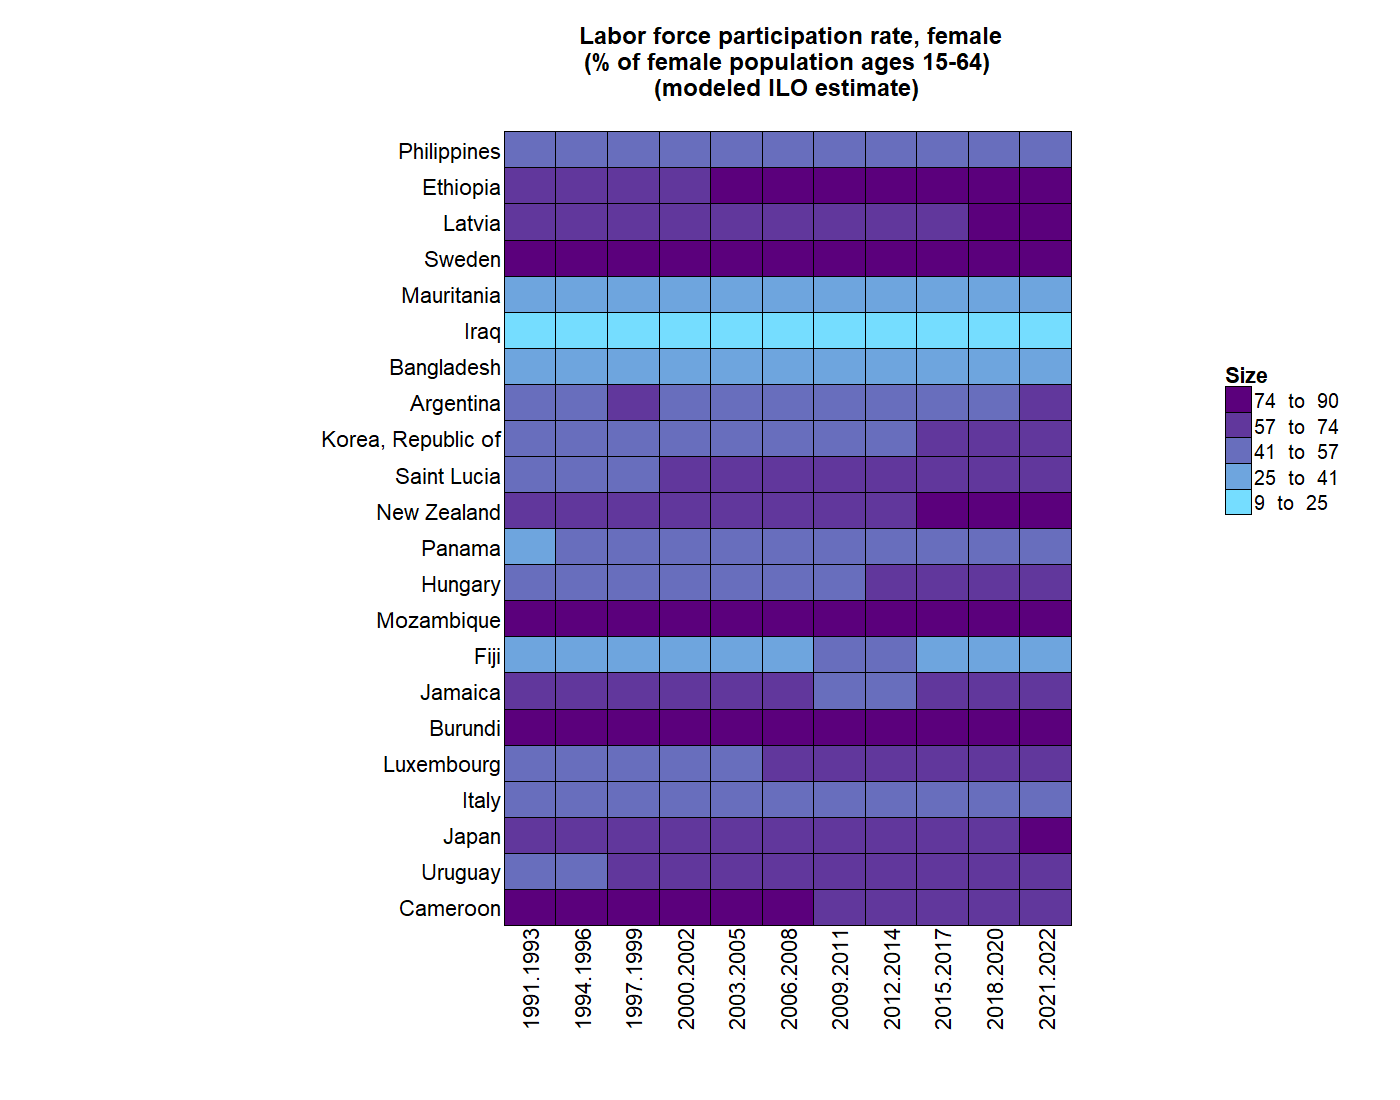 Labor force participation rate, female
(% of female population ages 15-64)
(modeled ILO estimate)
Philippines
Ethiopia
Latvia
Sweden
Mauritania
Iraq
Bangladesh
Argentina
Korea, Republic of
Saint Lucia
New Zealand
Panama
Hungary
Mozambique
Fiji
Jamaica
Burundi
Luxembourg
Italy
Japan
Uruguay
Cameroon
1991.1993
1994.1996
1997.1999
2000.2002
2003.2005
2006.2008
2009.2011
2012.2014
2015.2017
2018.2020
2021.2022
Size
74 to 90
57 to 74
41 to 57
25 to 41
9 to 25